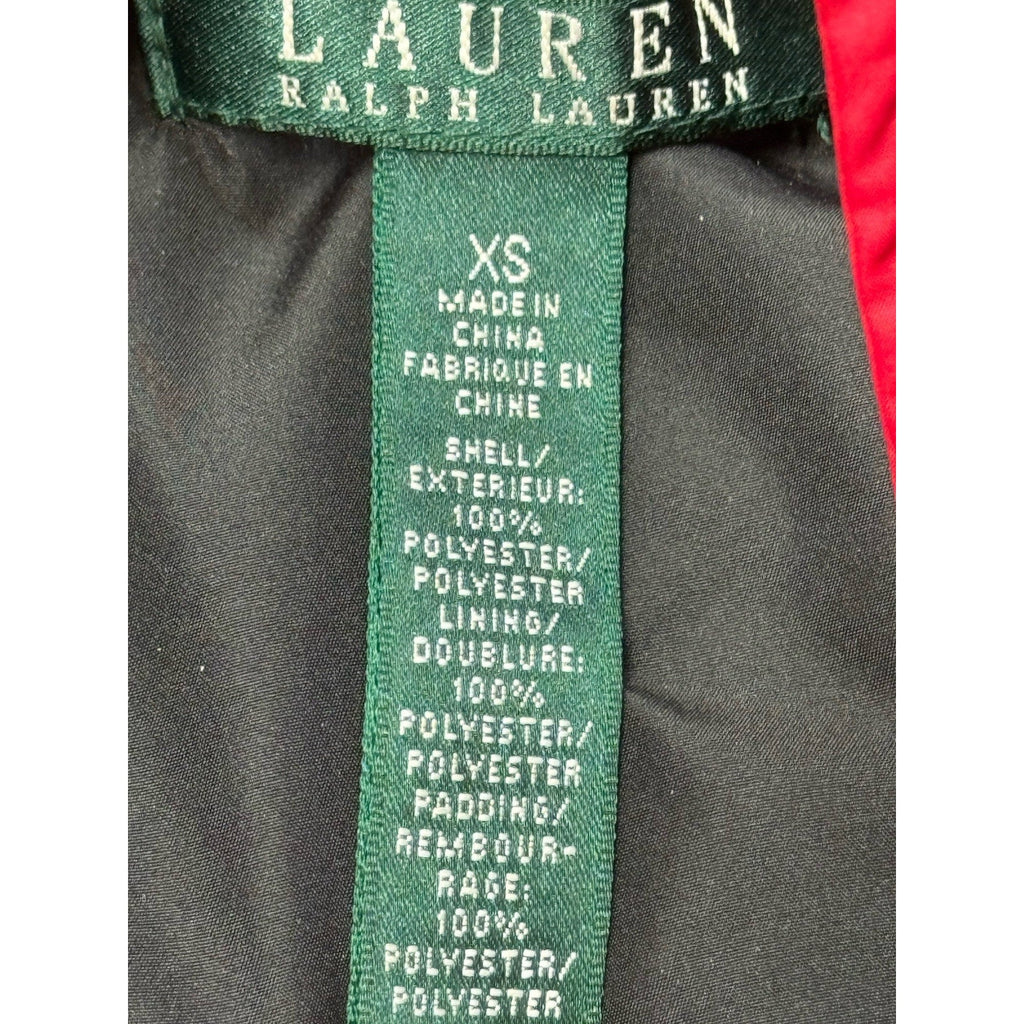 LAUREN
RALPH LAUREN
XS
MADE IN
CHINA
FABRIQUE EN
CHINE
SHELL/
EXTERIEUR:
100%
POLYESTER/
POLYESTER
LINING/
DOUBLURE:
100%
POLYESTER/
POLYESTER
PADDING/
REMBOUR-
RAGE:
100%
POLYESTER/
POLYESTER